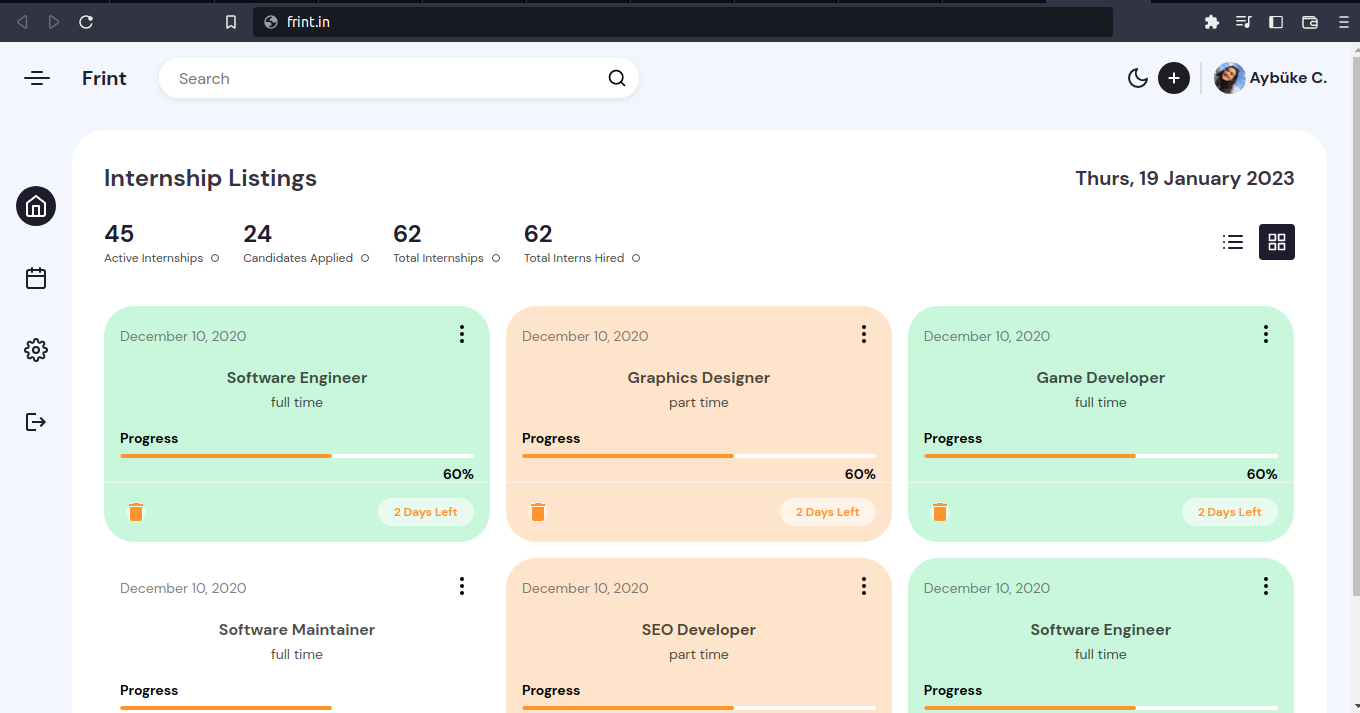 frint.in
Frint
Search
Aybüke C.
Internship Listings
Thurs, 19 January 2023
45
Active Internships
24
Candidates Applied
62
Total Internships
62
Total Interns Hired
December 10, 2020
Software Engineer
full time
Progress
60%
2 Days Left
December 10, 2020
Graphics Designer
part time
Progress
60%
2 Days Left
December 10, 2020
Game Developer
full time
Progress
60%
2 Days Left
December 10, 2020
Software Maintainer
full time
Progress
December 10, 2020
SEO Developer
part time
Progress
December 10, 2020
Software Engineer
full time
Progress